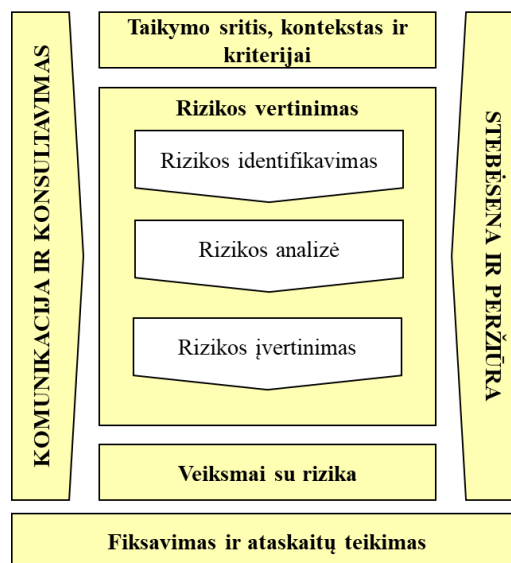 Taikymo sritis, kontekstas ir
kriterijai
KOMUNIKACIJA IR KONSULTAVIMAS
Rizikos vertinimas
Rizikos identifikavimas
Rizikos analizė
Rizikos įvertinimas
STEBĖSENA IR PERŽIŪRA
Veiksmai su rizika
Fiksavimas ir ataskaitų teikimas